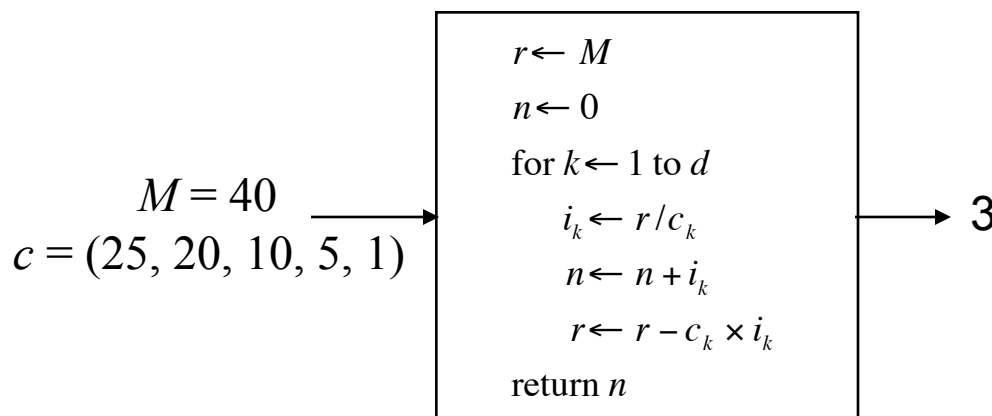 M = 40
c = (25, 20, 10, 5, 1)
r ← M
n ← 0
for k ← 1 to d
i_k ← r / c_k
n ← n + i_k
r ← r − c_k × i_k
return n
3